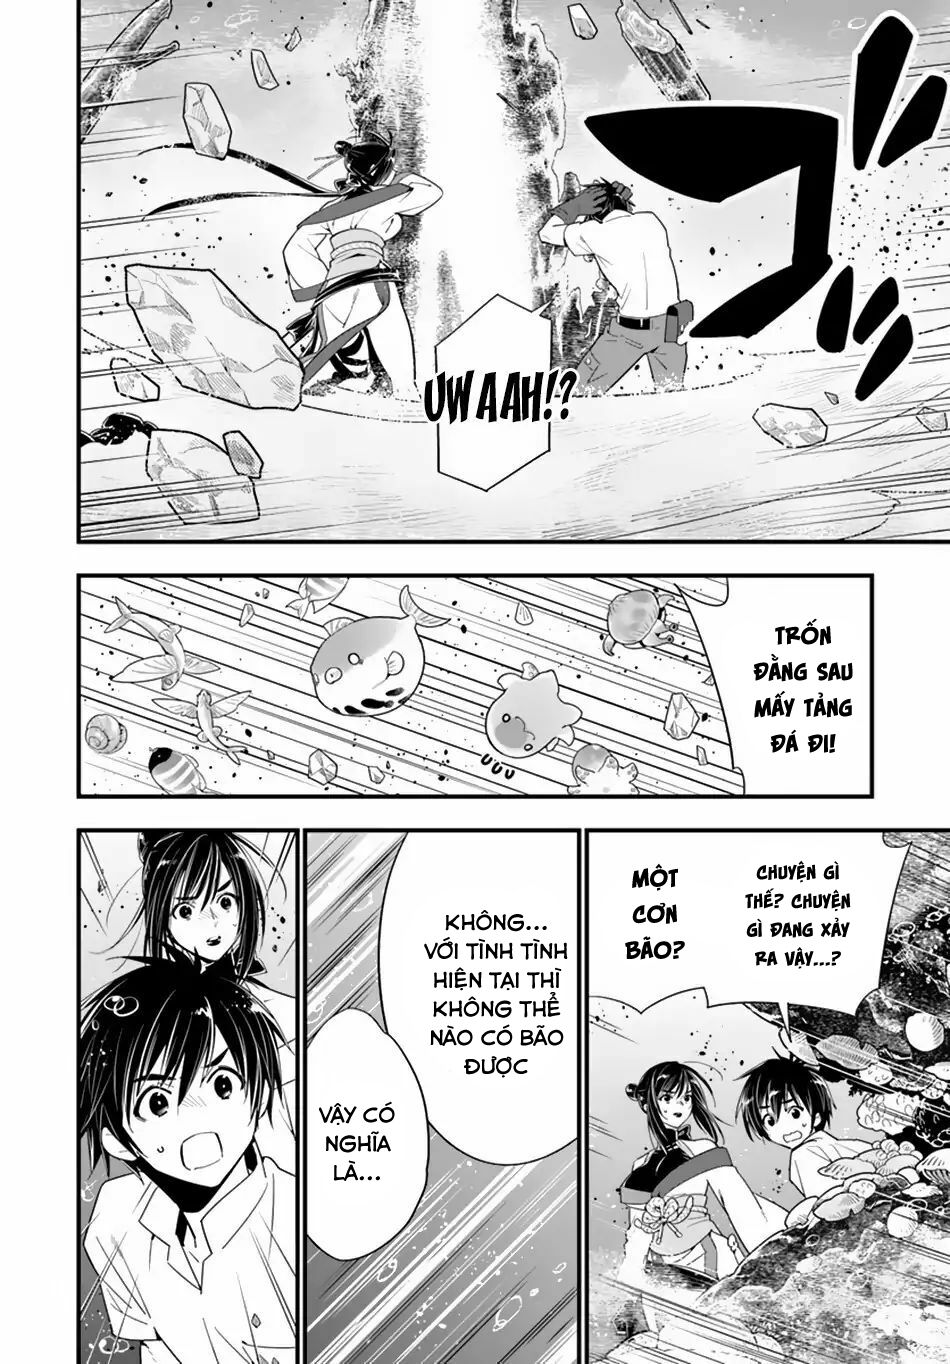 UWAAH!?
TRỐN
ĐẰNG SAU
MẤY TẢNG
ĐÁ ĐI!
CHUYỆN GÌ
THẾ? CHUYỆN
GÌ ĐANG XẢY
RA VẬY...?
MỘT
CƠN
BÃO?
KHÔNG...
VỚI TÌNH TÌNH
HIỆN TẠI THÌ
KHÔNG THỂ
NÀO CÓ BÃO
ĐƯỢC
VẬY CÓ
NGHĨA
LÀ...